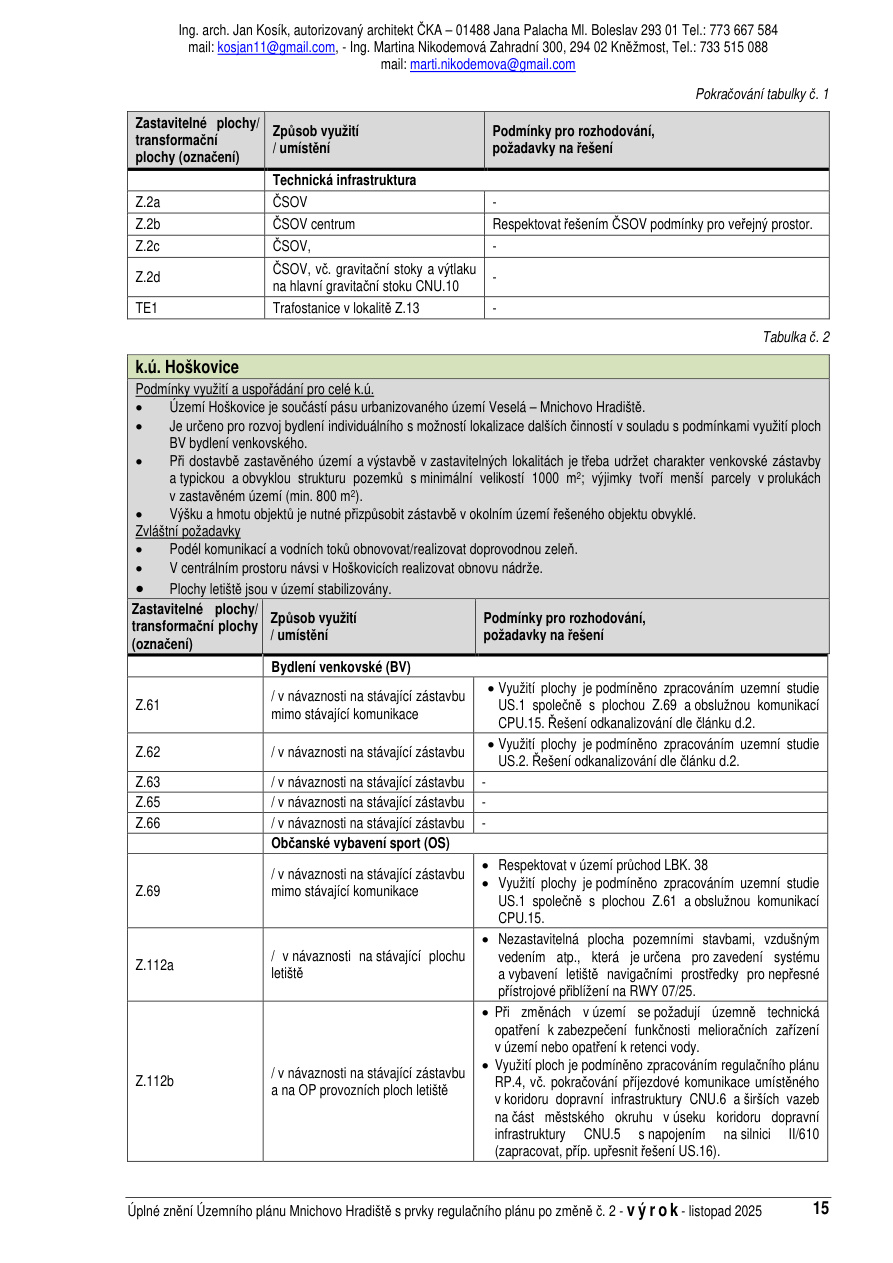 Ing. arch. Jan Kosík, autorizovaný architekt ČKA – 01488 Jana Palacha Ml. Boleslav 293 01 Tel.: 773 667 584
mail: kosjan11@gmail.com, - Ing. Martina Nikodemová Zahradní 300, 294 02 Kněžmost, Tel.: 733 515 088
mail: marti.nikodemova@gmail.com
Pokračování tabulky č. 1
Zastavitelné plochy/
transformační
plochy (označení)
Způsob využití
/ umístění
Podmínky pro rozhodování,
požadavky na řešení
Technická infrastruktura
Z.2a
ČSOV
-
Z.2b
ČSOV centrum
Respektovat řešením ČSOV podmínky pro veřejný prostor.
Z.2c
ČSOV,
-
Z.2d
ČSOV, vč. gravitační stoky a výtlaku
na hlavní gravitační stoku CNU.10
-
TE1
Trafostanice v lokalitě Z.13
-
Tabulka č. 2
k.ú. Hoškovice
Podmínky využití a uspořádání pro celé k.ú.
• Území Hoškovice je součástí pásu urbanizovaného území Veselá – Mnichovo Hradiště.
• Je určeno pro rozvoj bydlení individuálního s možností lokalizace dalších činností v souladu s podmínkami využití ploch
BV bydlení venkovského.
• Při dostavbě zastavěného území a výstavbě v zastavitelných lokalitách je třeba udržet charakter venkovské zástavby
a typickou a obvyklou strukturu pozemků s minimální velikostí 1000 m²; výjimky tvoří menší parcely v prolukách
v zastavěném území (min. 800 m²).
• Výšku a hmotu objektů je nutné přizpůsobit zástavbě v okolním území řešeného objektu obvyklé.
Zvláštní požadavky
• Podél komunikací a vodních toků obnovovat/realizovat doprovodnou zeleň.
• V centrálním prostoru návsi v Hoškovicích realizovat obnovu nádrže.
• Plochy letiště jsou v území stabilizovány.
Zastavitelné plochy/
transformační plochy
(označení)
Způsob využití
/ umístění
Podmínky pro rozhodování,
požadavky na řešení
Bydlení venkovské (BV)
Z.61
/ v návaznosti na stávající zástavbu
mimo stávající komunikace
• Využití plochy je podmíněno zpracováním uzemní studie
US.1 společně s plochou Z.69 a obslužnou komunikací
CPU.15. Řešení odkanalizování dle článku d.2.
Z.62
/ v návaznosti na stávající zástavbu
• Využití plochy je podmíněno zpracováním uzemní studie
US.2. Řešení odkanalizování dle článku d.2.
Z.63
/ v návaznosti na stávající zástavbu
-
Z.65
/ v návaznosti na stávající zástavbu
-
Z.66
/ v návaznosti na stávající zástavbu
-
Občanské vybavení sport (OS)
Z.69
/ v návaznosti na stávající zástavbu
mimo stávající komunikace
• Respektovat v území průchod LBK. 38
• Využití plochy je podmíněno zpracováním uzemní studie
US.1 společně s plochou Z.61 a obslužnou komunikací
CPU.15.
Z.112a
/ v návaznosti na stávající plochu
letiště
• Nezastavitelná plocha pozemními stavbami, vzdušným
vedením atp., která je určena pro zavedení systému
a vybavení letiště navigačními prostředky pro nepřesné
přístrojové přiblížení na RWY 07/25.
Z.112b
/ v návaznosti na stávající zástavbu
a na OP provozních ploch letiště
• Při změnách v území se požadují územně technická
opatření k zabezpečení funkčnosti melioračních zařízení
v území nebo opatření k retenci vody.
• Využití ploch je podmíněno zpracováním regulačního plánu
RP.4, vč. pokračování příjezdové komunikace umístěného
v koridoru dopravní infrastruktury CNU.6 a širších vazeb
na část městského okruhu v úseku koridoru dopravní
infrastruktury CNU.5 s napojením na silnici II/610
(zapracovat, příp. upřesnit řešení US.16).
Úplné znění Územního plánu Mnichovo Hradiště s prvky regulačního plánu po změně č. 2 - v ý r o k - listopad 2025
15